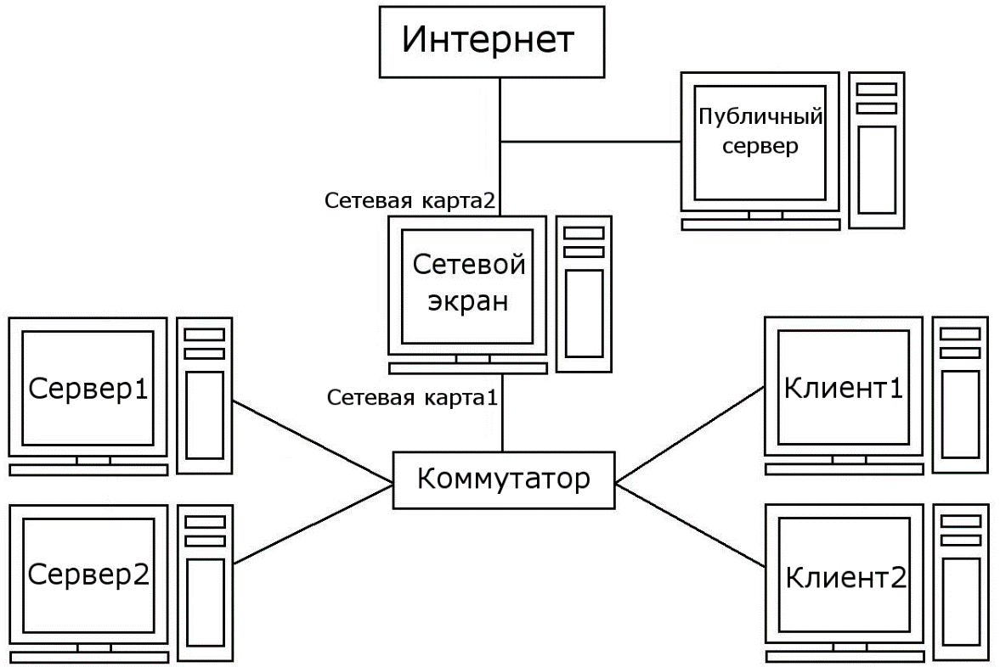 Интернет
Публичный
сервер
Сетевая карта2
Сетевой
экран
Сервер1
Клиент1
Сетевая карта1
Коммутатор
Сервер2
Клиент2